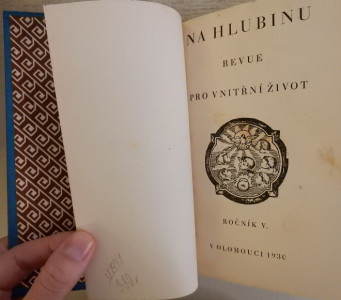 NA HLUBINU
REVUE
PRO VNITŘNÍ ŽIVOT
ROČNÍK V.
V OLOMOUCI 1930